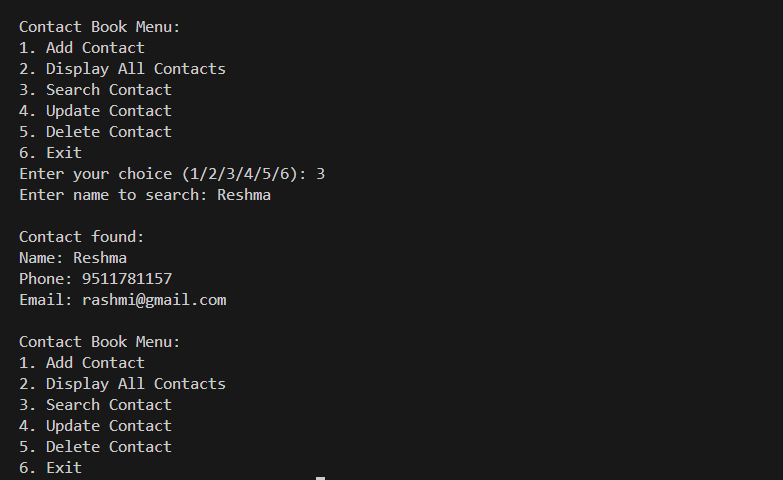 Contact Book Menu:
1. Add Contact
2. Display All Contacts
3. Search Contact
4. Update Contact
5. Delete Contact
6. Exit
Enter your choice (1/2/3/4/5/6): 3
Enter name to search: Reshma
Contact found:
Name: Reshma
Phone: 9511781157
Email: rashmi@gmail.com
Contact Book Menu:
1. Add Contact
2. Display All Contacts
3. Search Contact
4. Update Contact
5. Delete Contact
6. Exit